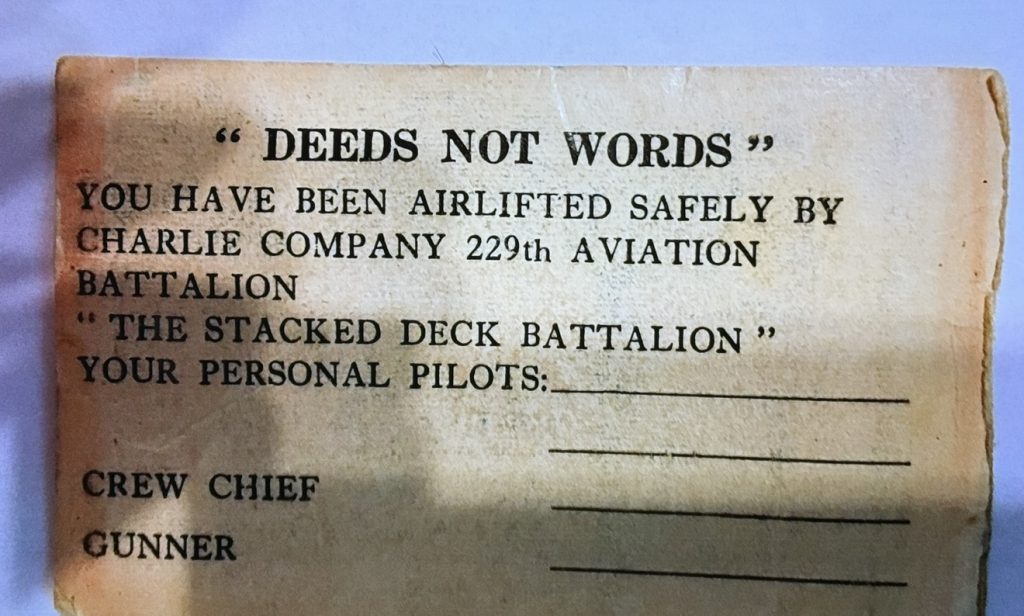 “ DEEDS NOT WORDS ”
YOU HAVE BEEN AIRLIFTED SAFELY BY
CHARLIE COMPANY 229th AVIATION
BATTALION
“ THE STACKED DECK BATTALION ”
YOUR PERSONAL PILOTS:
CREW CHIEF
GUNNER